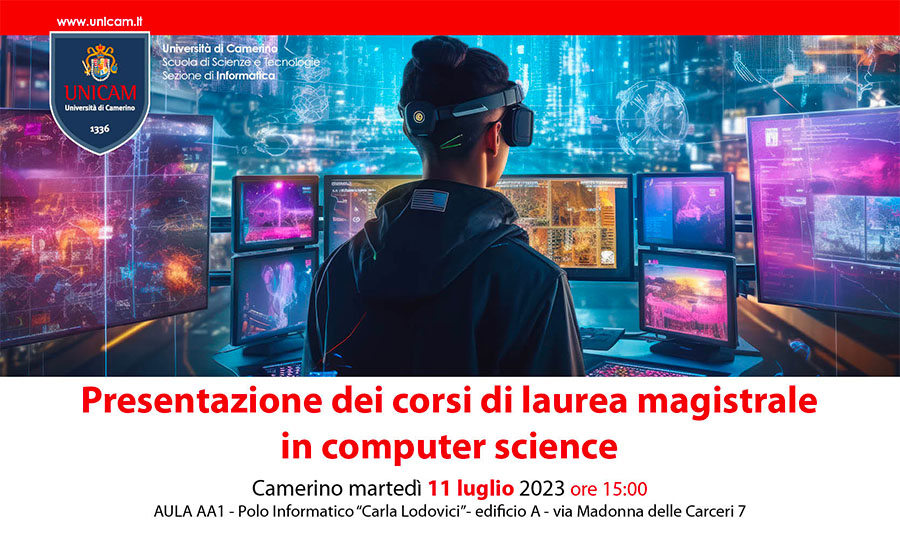 www.unicam.it
UNICAM
Università di Camerino
1336
Università di Camerino
Scuola di Scienze e Tecnologie
Sezione di Informatica
Presentazione dei corsi di laurea magistrale
in computer science
Camerino martedì 11 luglio 2023 ore 15:00
AULA AA1 - Polo Informatico “Carla Lodovici”- edificio A - via Madonna delle Carceri 7